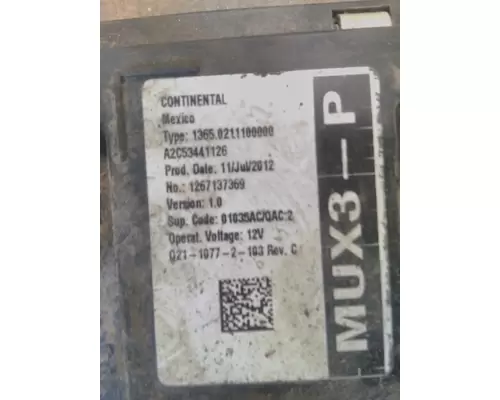 CONTINENTAL
Mexico
Type: 1365.0211100000
A2C53441126
Prod. Date: 11/Jul/2012
No.: 1267137369
Version: 1.0
Sup. Code: 01035AC/QAC 2
Operat. Voltage: 12V
Q21-1077-2-103 Rev. C
MUX3-P